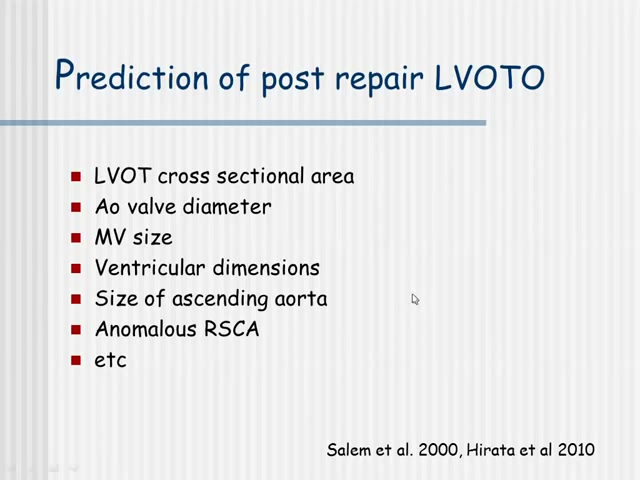 Prediction of post repair LVOTO
LVOT cross sectional area
Ao valve diameter
MV size
Ventricular dimensions
Size of ascending aorta
Anomalous RSCA
etc
Salem et al. 2000, Hirata et al 2010